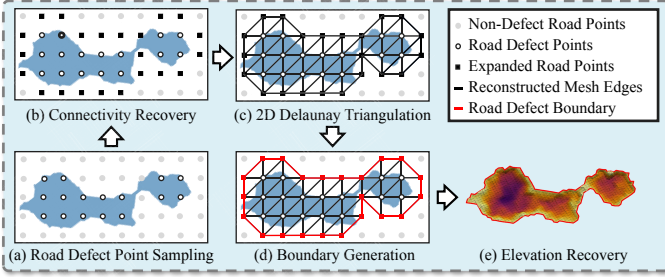 Non-Defect Road Points
Road Defect Points
Expanded Road Points
Reconstructed Mesh Edges
Road Defect Boundary
(b) Connectivity Recovery
(c) 2D Delaunay Triangulation
(a) Road Defect Point Sampling
(d) Boundary Generation
(e) Elevation Recovery